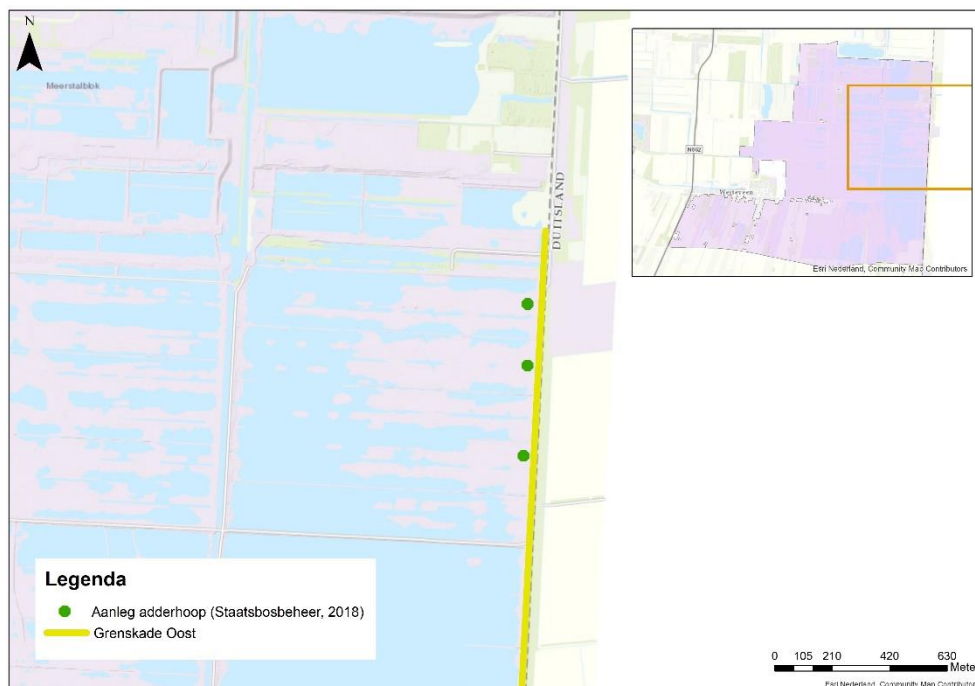 N
Meerstalblok
DUITSLAND
N862
Weiteveen
Esri Nederland, Community Map Contributors
Legenda
Aanleg adderhoop (Staatsbosbeheer, 2018)
Grenskade Oost
0 105 210 420 630
Mete
Esri Nederland, Community Map Contributors